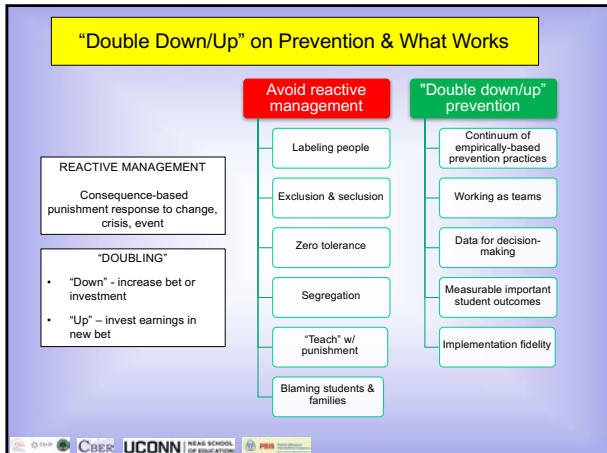 “Double Down/Up” on Prevention & What Works
REACTIVE MANAGEMENT
Consequence-based
punishment response to change,
crisis, event
“DOUBLING”
• “Down” - increase bet or
investment
• “Up” – invest earnings in
new bet
Avoid reactive
management
Labeling people
Exclusion & seclusion
Zero tolerance
Segregation
“Teach” w/
punishment
Blaming students &
families
"Double down/up”
prevention
Continuum of
empirically-based
prevention practices
Working as teams
Data for decision-
making
Measurable important
student outcomes
Implementation fidelity
CBER UCONN NEAG SCHOOL
OF EDUCATION
PBIS